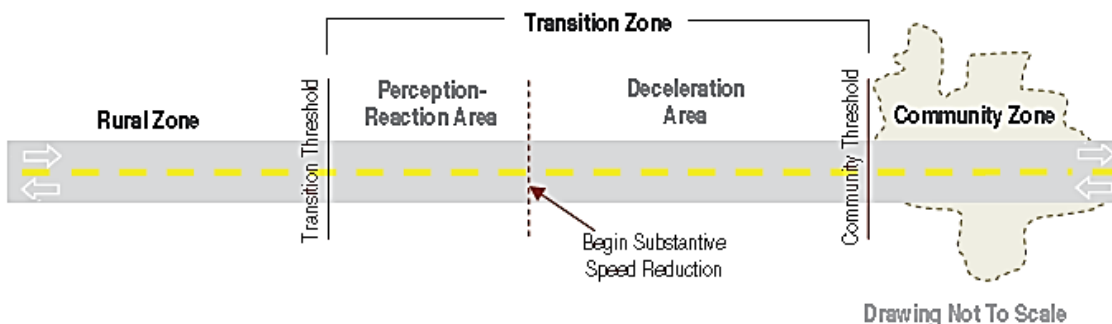 Transition Zone
Rural Zone
Transition Threshold
Perception-
Reaction Area
Deceleration
Area
Community Threshold
Community Zone
Begin Substantive
Speed Reduction
Drawing Not To Scale